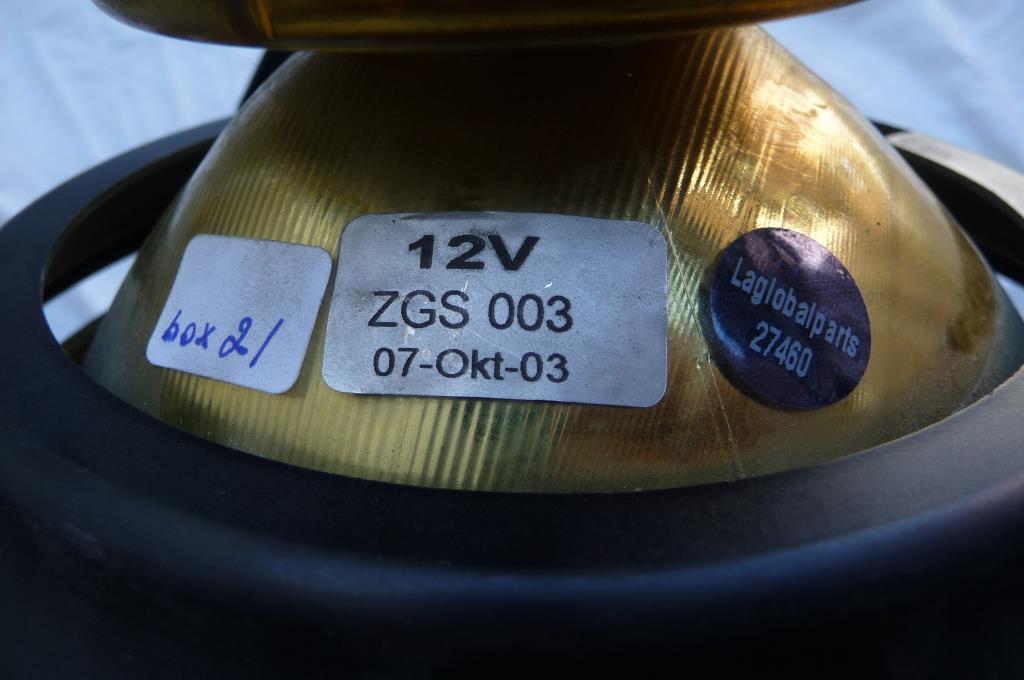 box 21
12V
ZGS 003
07-Okt-03
Laglobalparts
27460